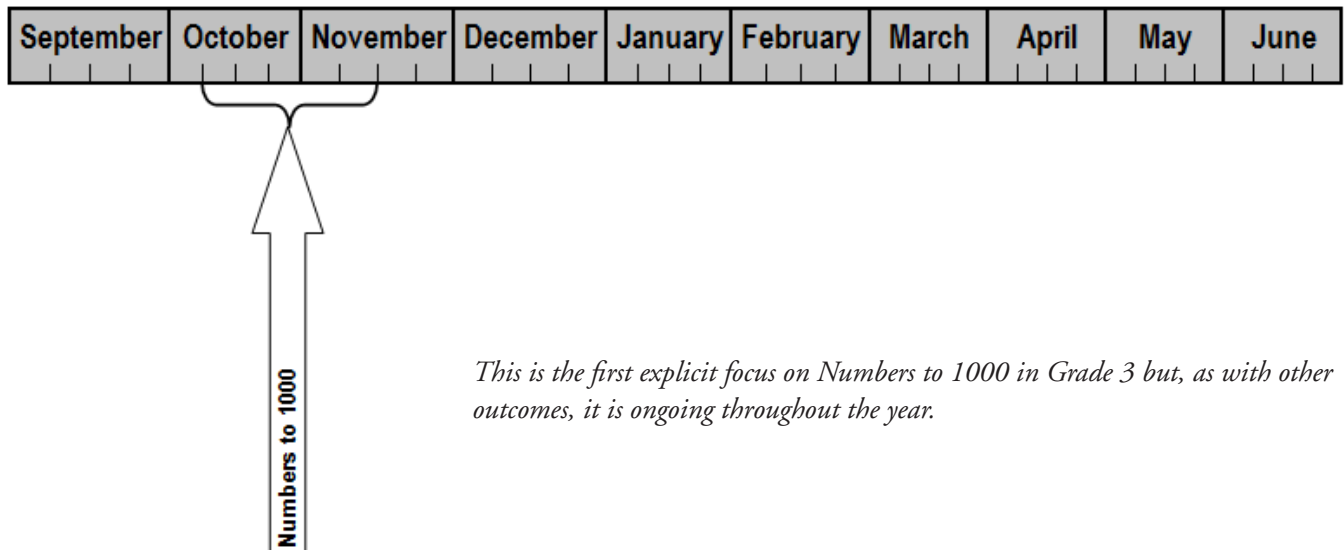 September October November December January February March April May June
This is the first explicit focus on Numbers to 1000 in Grade 3 but, as with other
outcomes, it is ongoing throughout the year.
Numbers to 1000